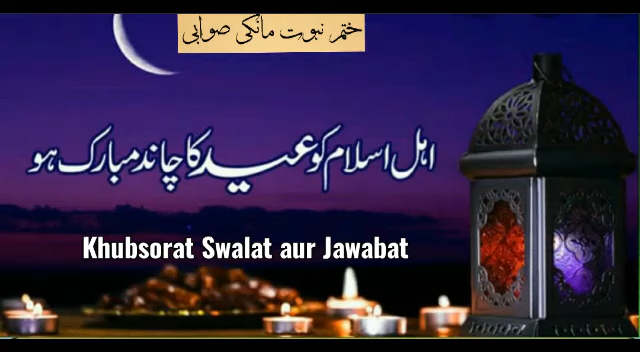 ختم نبوت مانکی صوابی
اہل اسلام کو عید کا چاند مبارک ہو
Khubsorat Swalat aur Jawabat